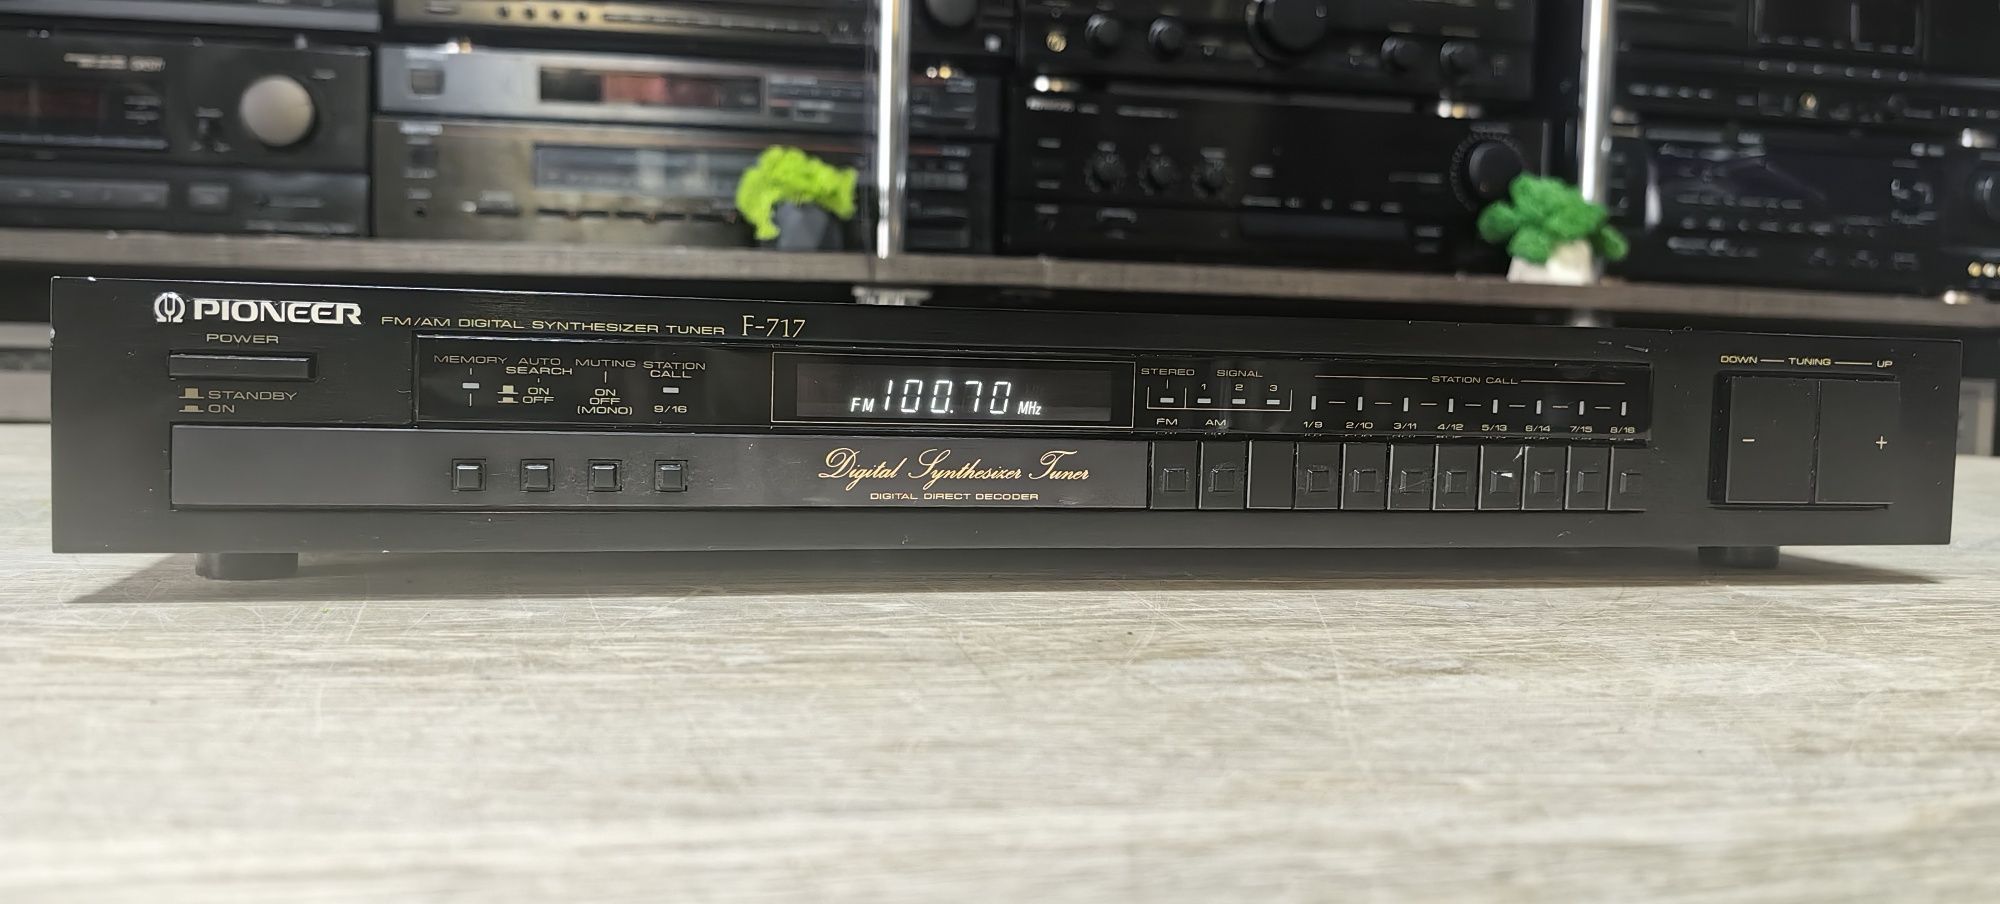 PIONEER
FM/AM DIGITAL SYNTHESIZER TUNER F-717
POWER
STANDBY
ON
MEMORY
AUTO SEARCH
ON
OFF
MUTING
ON
OFF
(MONO)
STATION CALL
9/16
FM 100.70 MHz
STEREO SIGNAL
1 2 3
FM AM
STATION CALL
1/9 2/10 3/11 4/12 5/13 6/14 7/15 8/16
DOWN TUNING UP
- +
Digital Synthesizer Tuner
DIGITAL DIRECT DECODER